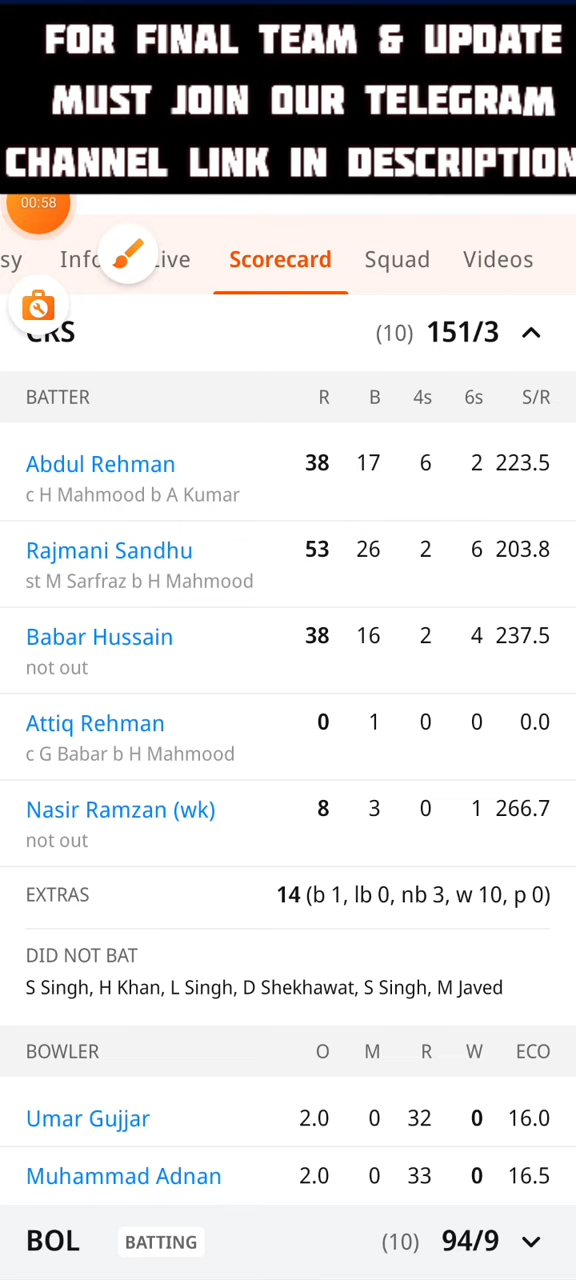 FOR FINAL TEAM & UPDATE
MUST JOIN OUR TELEGRAM
CHANNEL LINK IN DESCRIPTION
00:58
sy Info Live Scorecard Squad Videos
CRS (10) 151/3
BATTER R B 4s 6s S/R
Abdul Rehman 38 17 6 2 223.5
c H Mahmood b A Kumar
Rajmani Sandhu 53 26 2 6 203.8
st M Sarfraz b H Mahmood
Babar Hussain 38 16 2 4 237.5
not out
Attiq Rehman 0 1 0 0 0.0
c G Babar b H Mahmood
Nasir Ramzan (wk) 8 3 0 1 266.7
not out
EXTRAS 14 (b 1, lb 0, nb 3, w 10, p 0)
DID NOT BAT
S Singh, H Khan, L Singh, D Shekhawat, S Singh, M Javed
BOWLER O M R W ECO
Umar Gujjar 2.0 0 32 0 16.0
Muhammad Adnan 2.0 0 33 0 16.5
BOL BATTING (10) 94/9